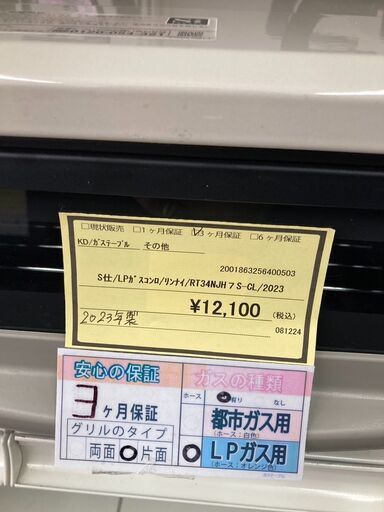 □現状販売 □1ヶ月保証 ☑3ヶ月保証 □6ヶ月保証
KD/ガステーブル その他
2001863256400503
S仕/LPガスコンロ/リンナイ/RT34NJH7S-CL/2023
¥12,100 (税込)
2023年製
081224
安心の保証
3ヶ月保証
グリルのタイプ
両面 片面
ガスの種類
ホース 有り なし
都市ガス用
(ホース:白色)
LPガス用
(ホース:オレンジ色)